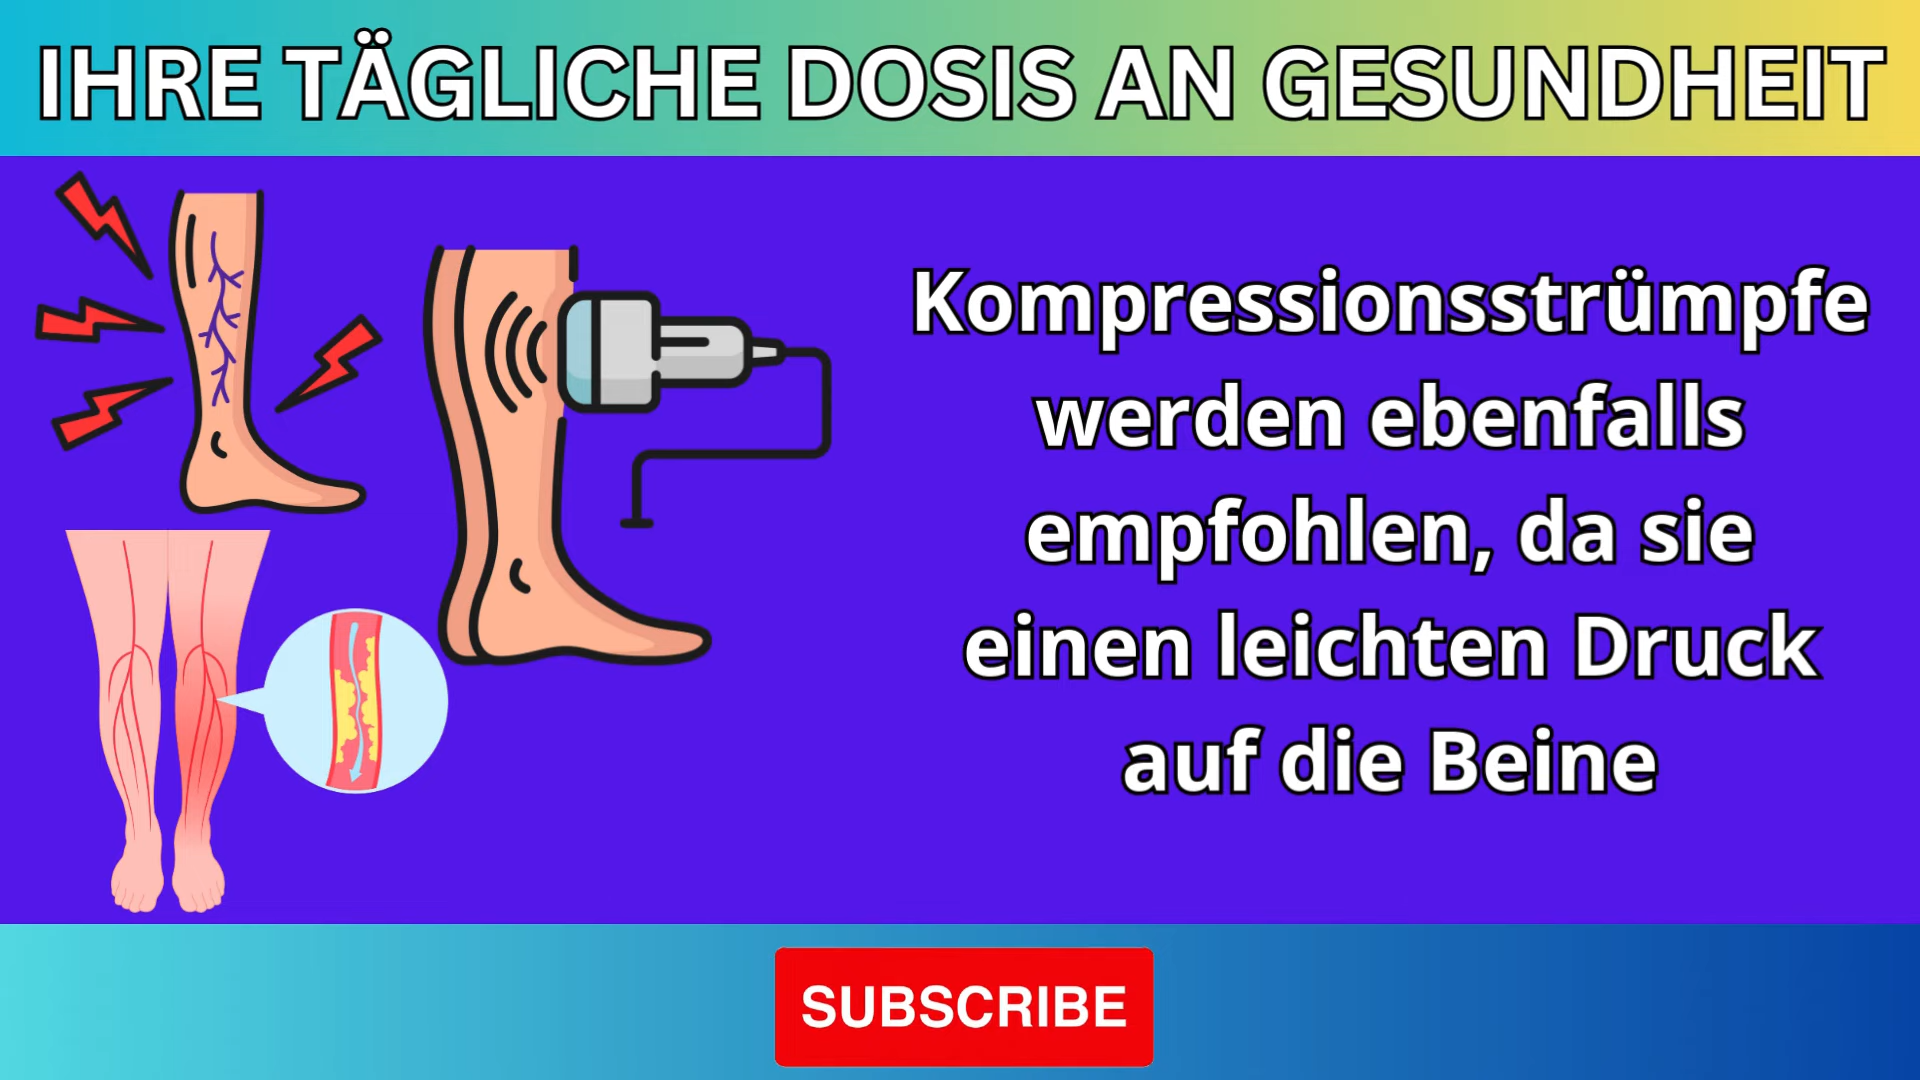 IHRE TÄGLICHE DOSIS AN GESUNDHEIT
Kompressionsstrümpfe
werden ebenfalls
empfohlen, da sie
einen leichten Druck
auf die Beine
SUBSCRIBE